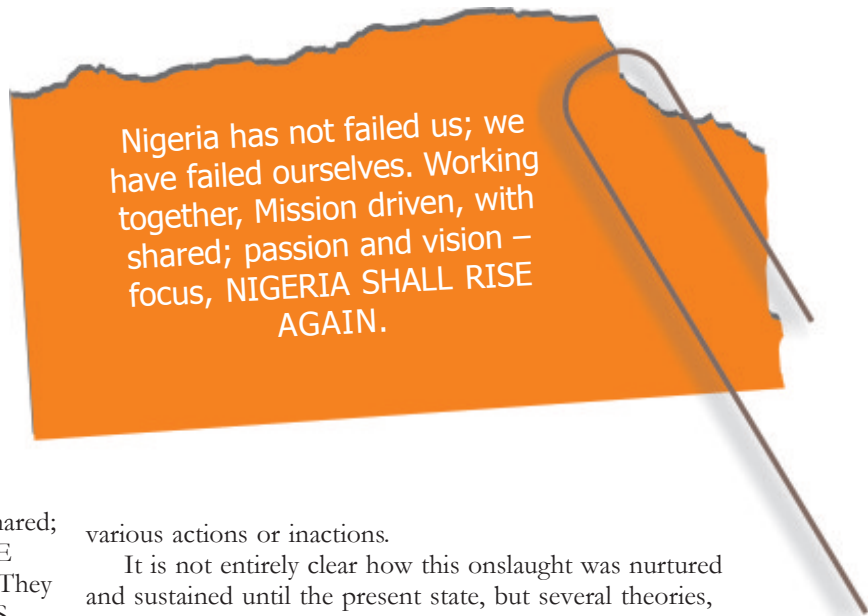 Nigeria has not failed us; we
have failed ourselves. Working
together, Mission driven, with
shared; passion and vision –
focus, NIGERIA SHALL RISE
AGAIN.
They
various actions or inactions.
It is not entirely clear how this onslaught was nurtured
and sustained until the present state, but several theories,